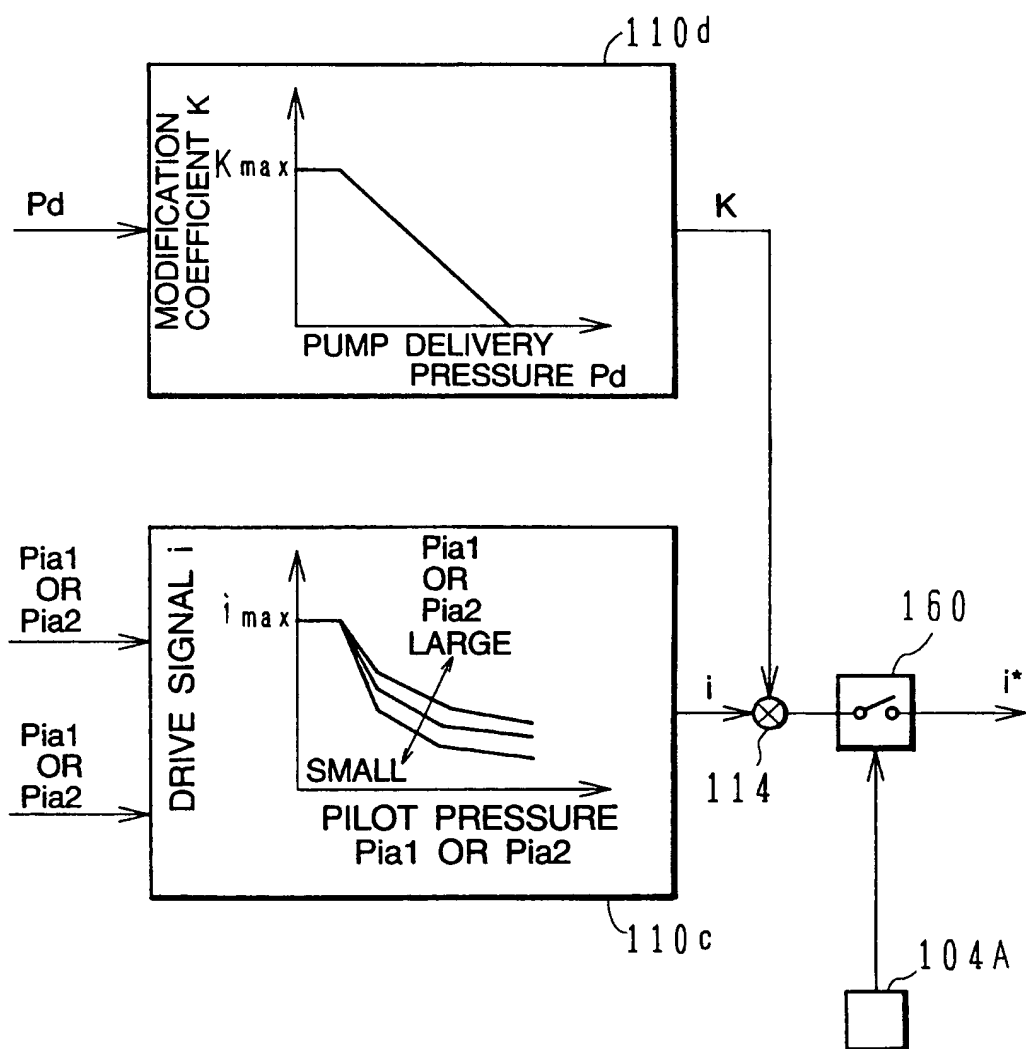 110d
MODIFICATION
COEFFICIENT K
Kmax
Pd
K
PUMP DELIVERY
PRESSURE Pd
Pia1
OR
Pia2
Pia1
OR
Pia2
DRIVE SIGNAL i
imax
Pia1
OR
Pia2
LARGE
SMALL
PILOT PRESSURE
Pia1 OR Pia2
110c
i
114
160
i*
104A